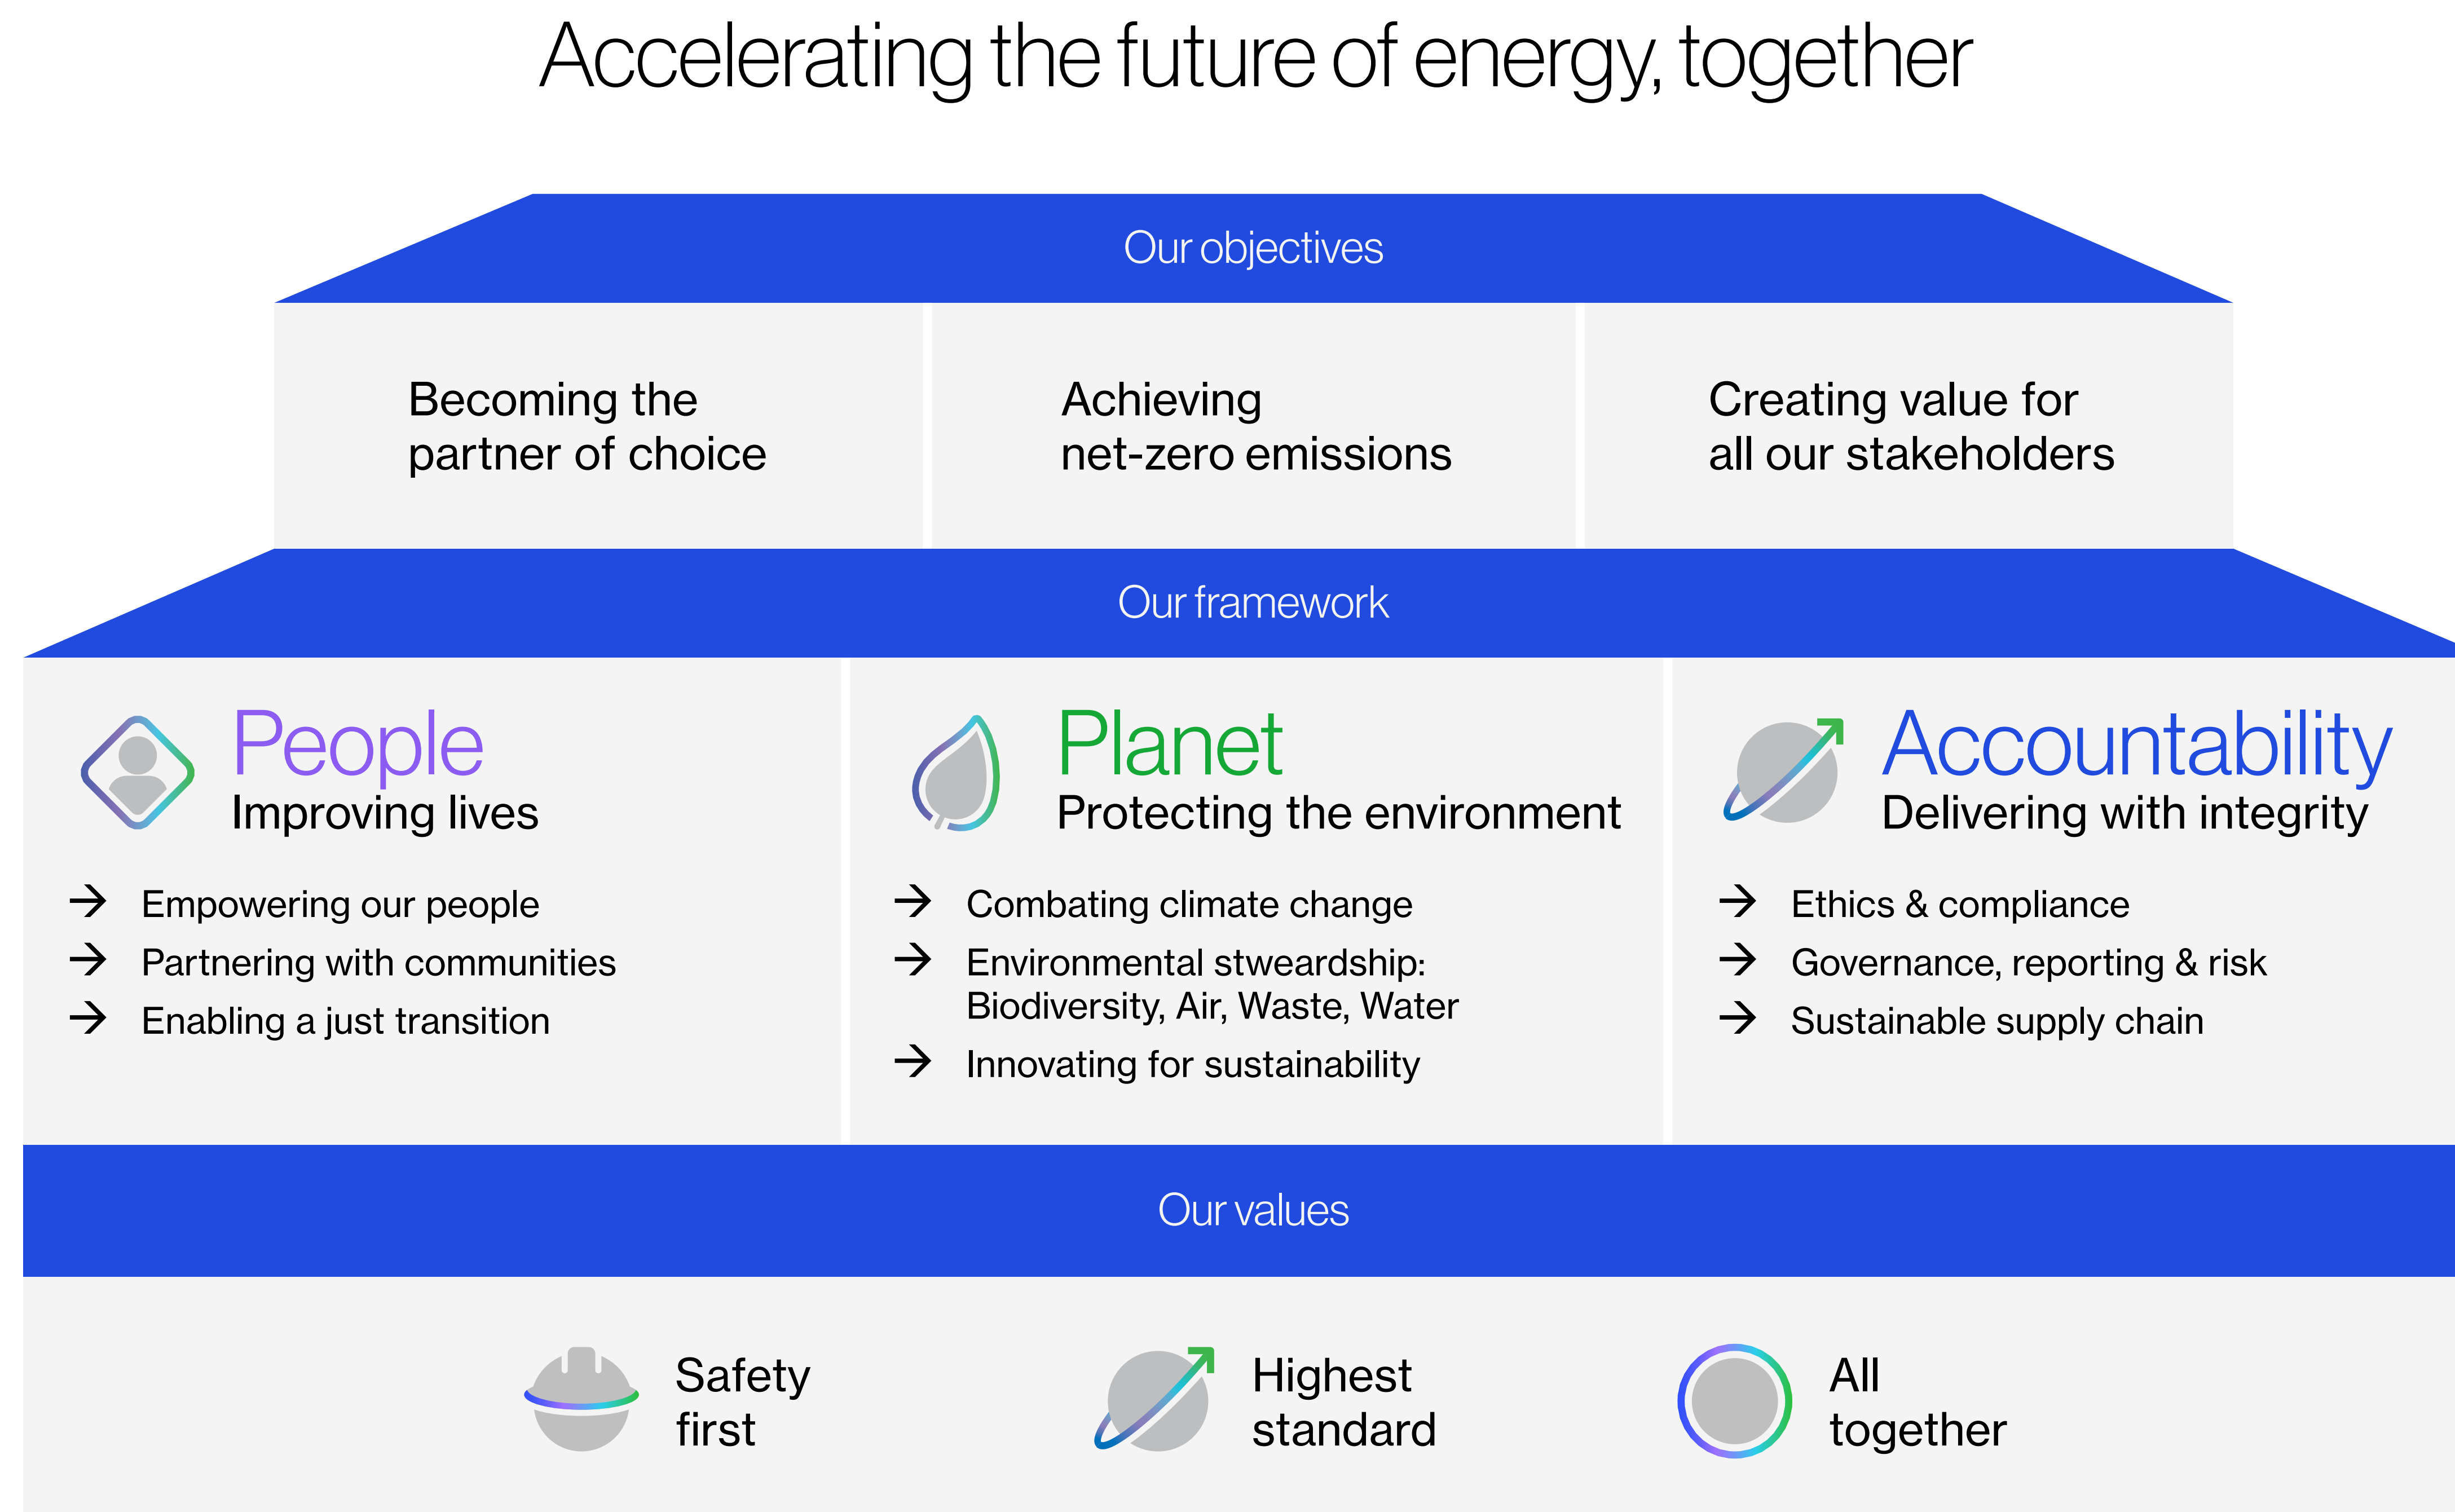 Accelerating the future of energy, together
Our objectives
Becoming the
partner of choice
Achieving
net-zero emissions
Creating value for
all our stakeholders
Our framework
People
Improving lives
→ Empowering our people
→ Partnering with communities
→ Enabling a just transition
Planet
Protecting the environment
→ Combating climate change
→ Environmental stweardship:
Biodiversity, Air, Waste, Water
→ Innovating for sustainability
Accountability
Delivering with integrity
→ Ethics & compliance
→ Governance, reporting & risk
→ Sustainable supply chain
Our values
Safety
first
Highest
standard
All
together